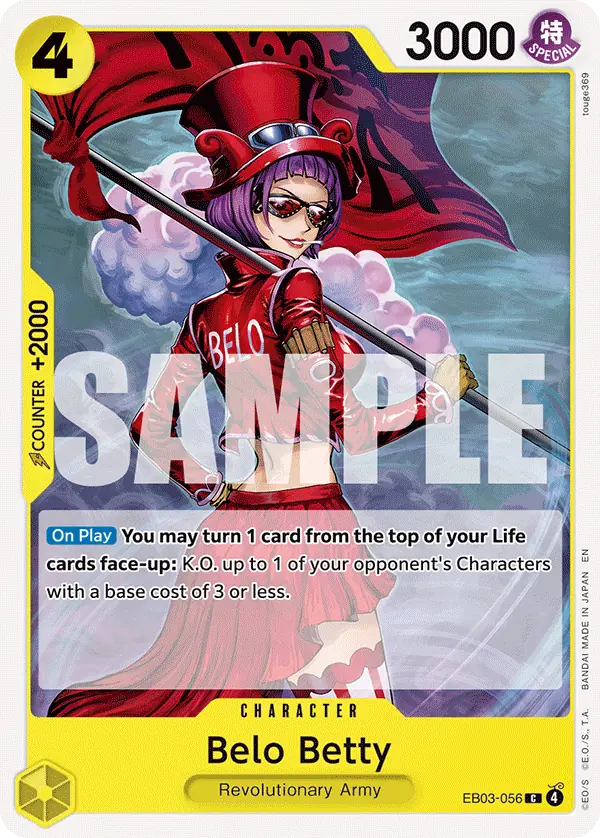 4
3000
特
SPECIAL
touge369
COUNTER +2000
BELO
SAMPLE
On Play You may turn 1 card from the top of your Life
cards face-up: K.O. up to 1 of your opponent's Characters
with a base cost of 3 or less.
CHARACTER
Belo Betty
Revolutionary Army
EB03-056 C 4
©EO/S ©E.O./S., T.A. BANDAI MADE IN JAPAN EN